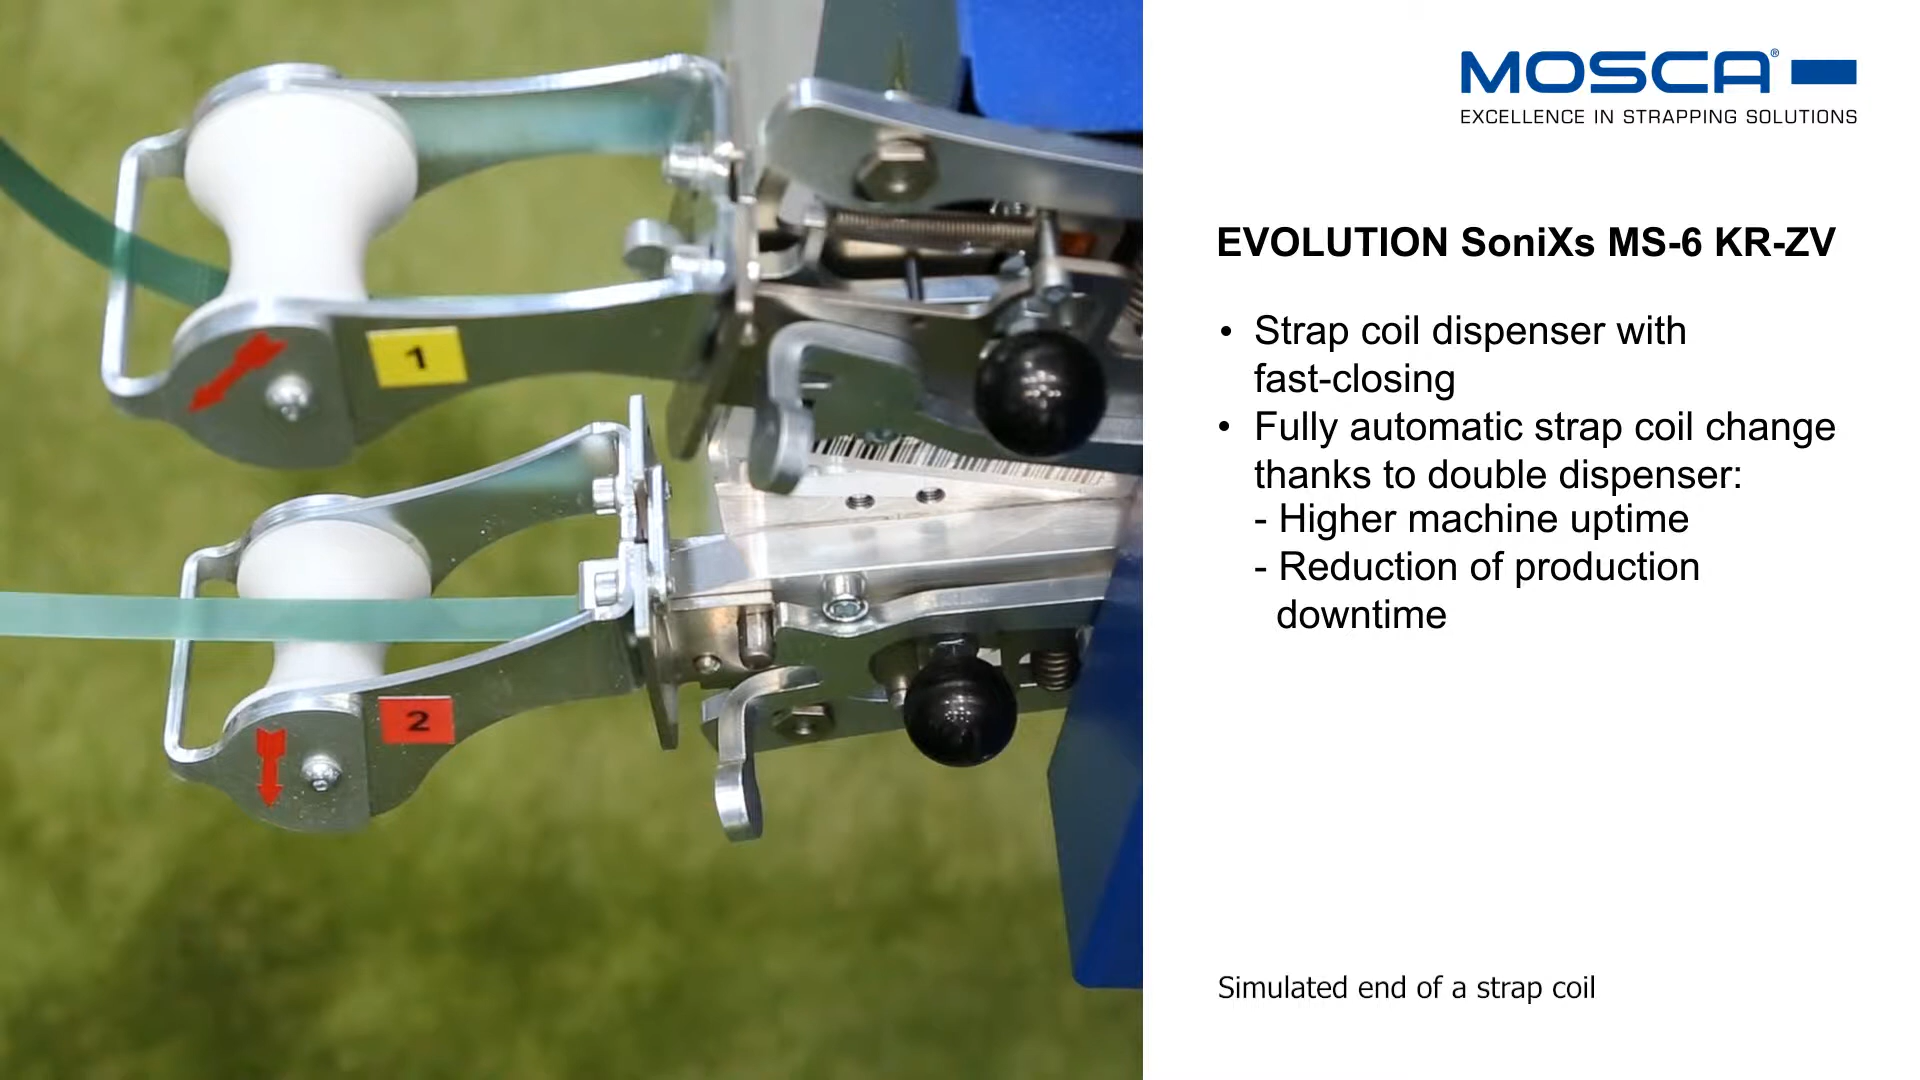 MOSCA®
EXCELLENCE IN STRAPPING SOLUTIONS
EVOLUTION SoniXs MS-6 KR-ZV
• Strap coil dispenser with
fast-closing
• Fully automatic strap coil change
thanks to double dispenser:
- Higher machine uptime
- Reduction of production
downtime
Simulated end of a strap coil
1
2